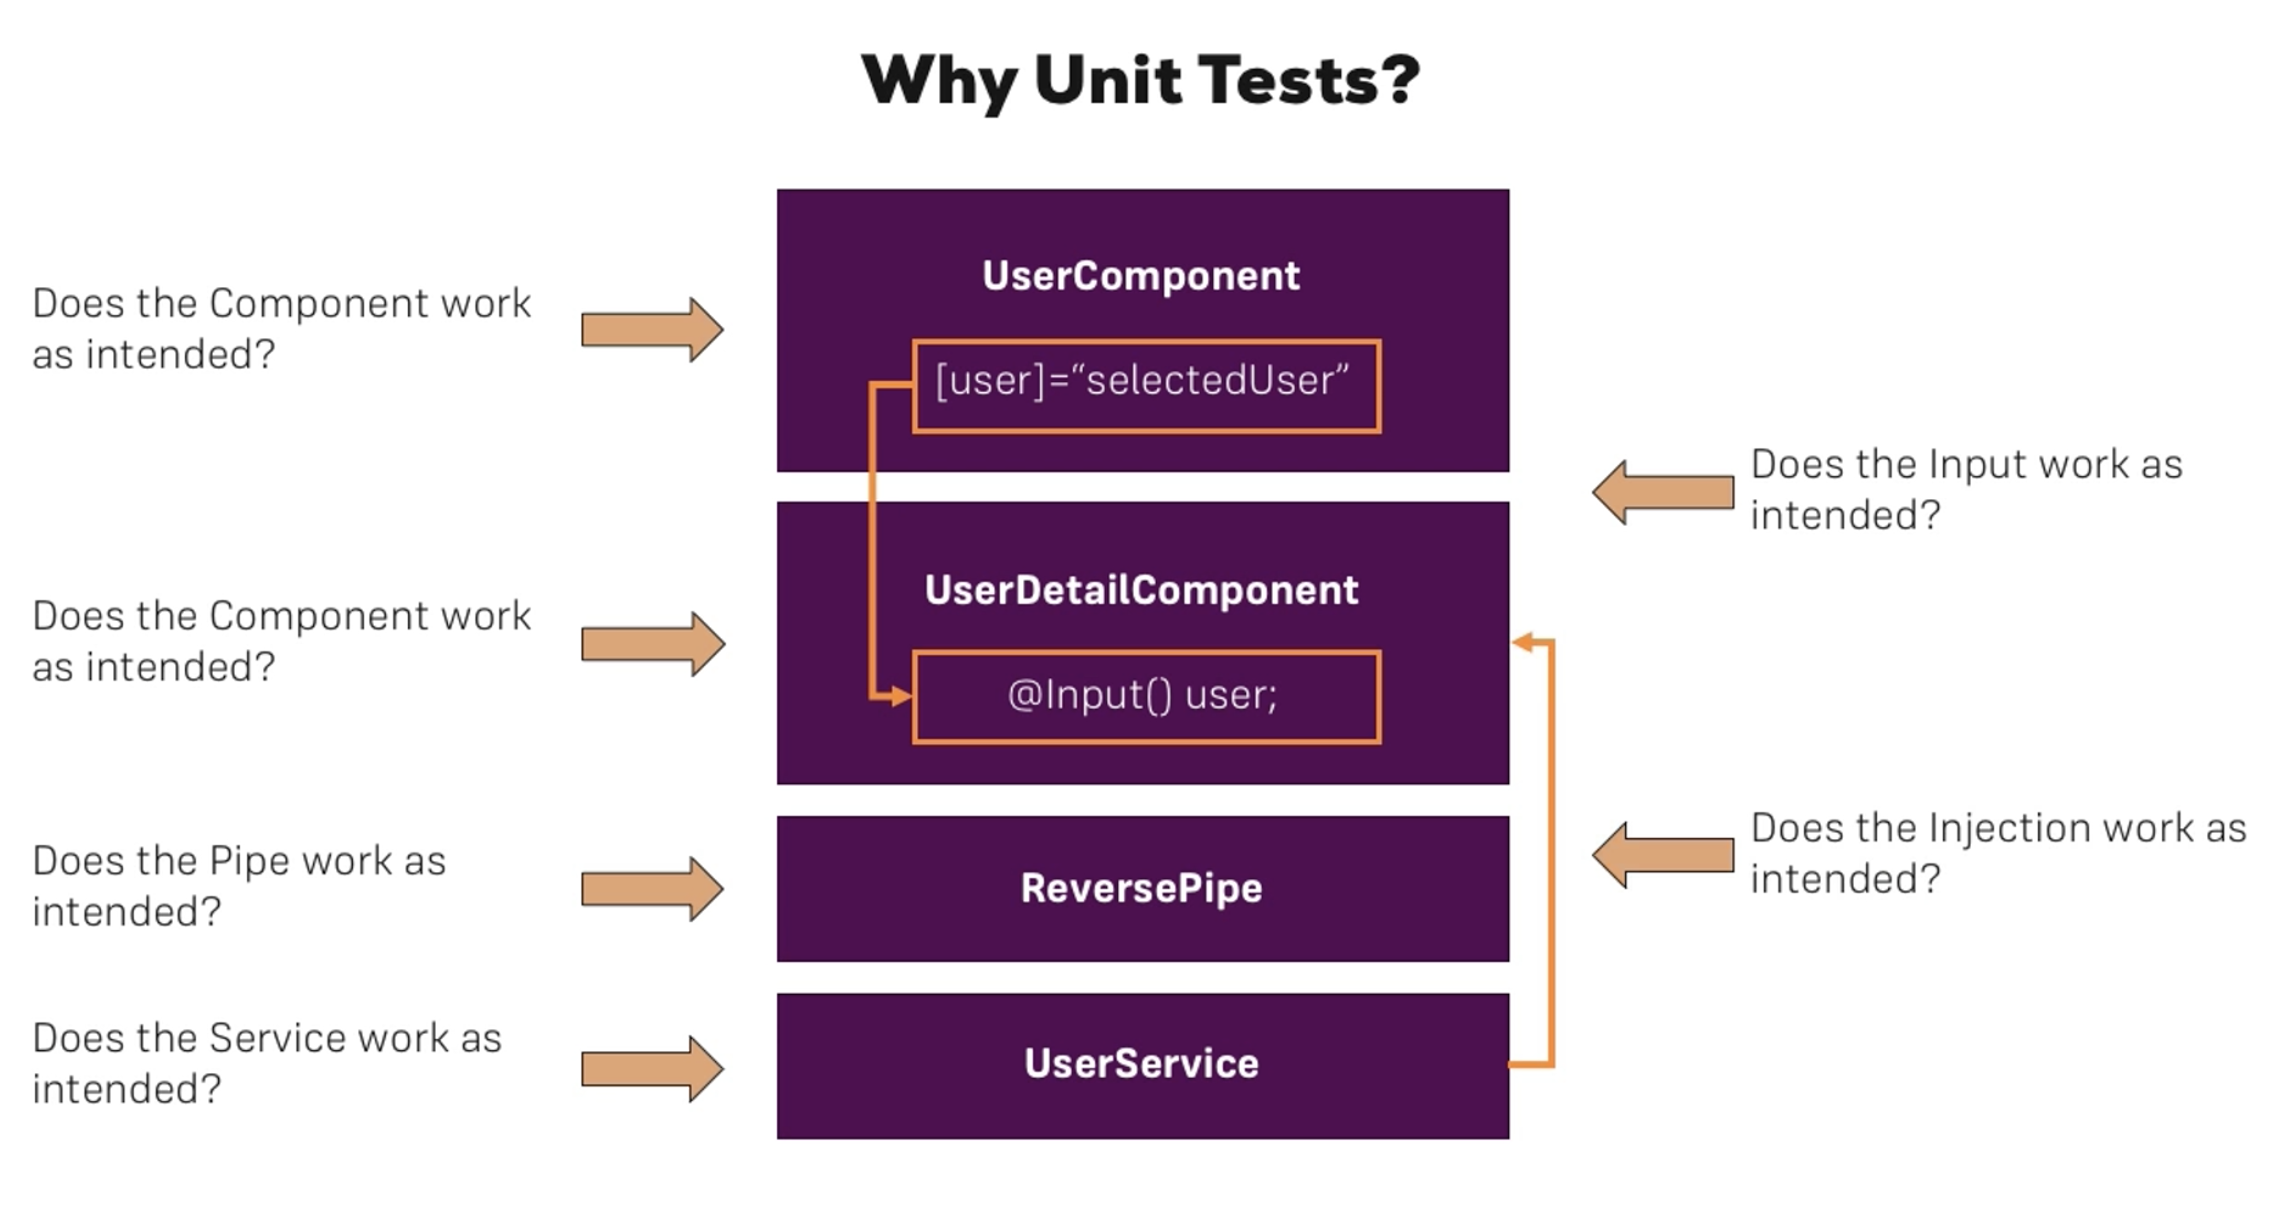 Why Unit Tests?
UserComponent
Does the Component work
as intended?
[user]=“selectedUser”
Does the Input work as
intended?
UserDetailComponent
Does the Component work
as intended?
@Input() user;
Does the Pipe work as
intended?
ReversePipe
Does the Injection work as
intended?
Does the Service work as
intended?
UserService